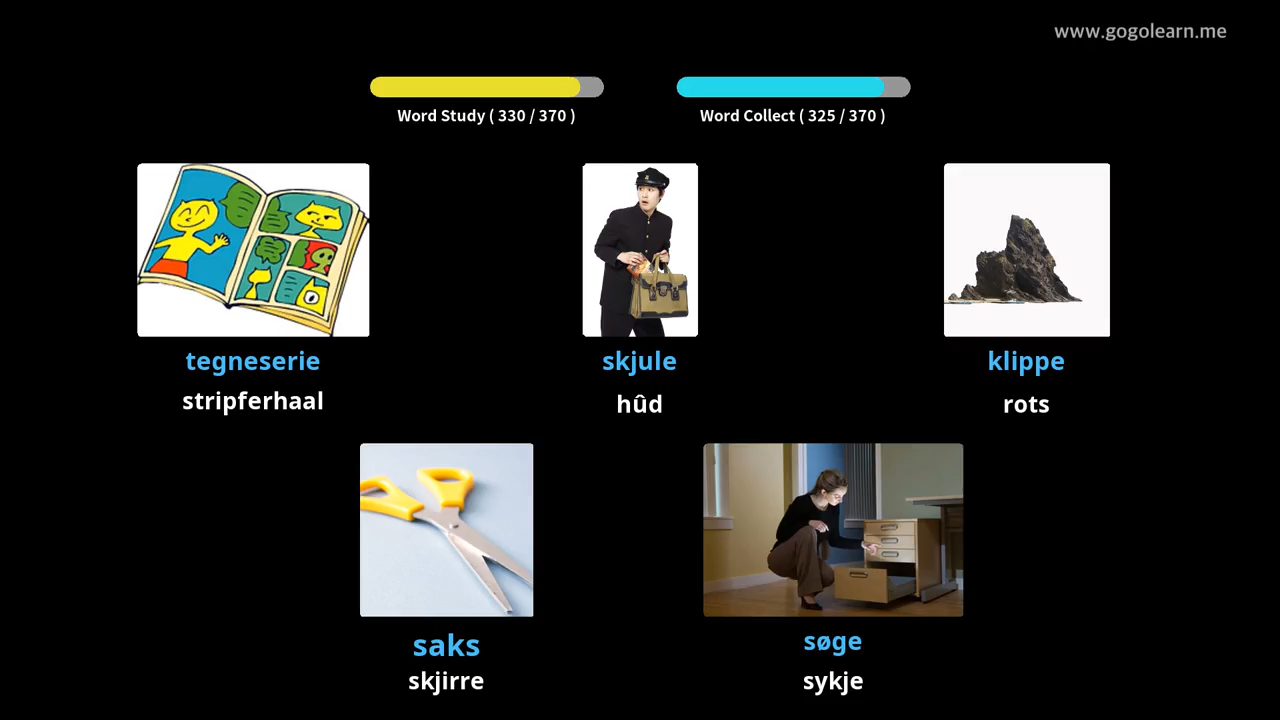 www.gogolearn.me
Word Study ( 330 / 370 )
Word Collect ( 325 / 370 )
tegneserie
stripferhaal
skjule
hûd
klippe
rots
saks
skjirre
søge
sykje